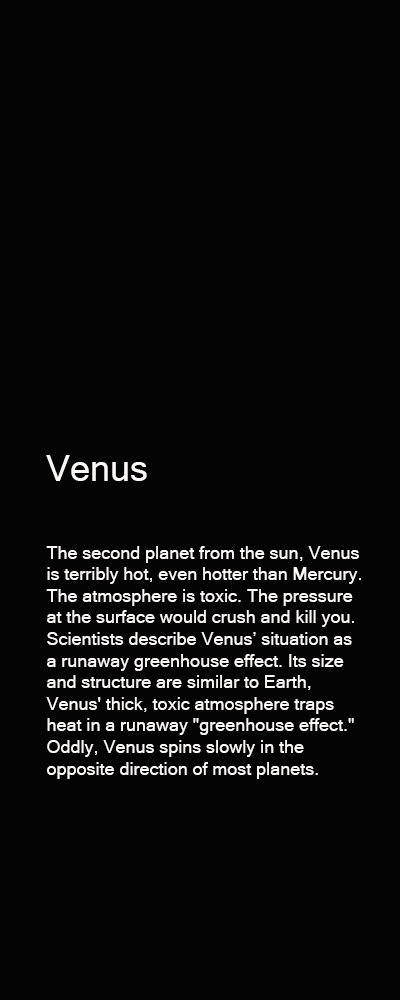 Venus
The second planet from the sun, Venus
is terribly hot, even hotter than Mercury.
The atmosphere is toxic. The pressure
at the surface would crush and kill you.
Scientists describe Venus’ situation as
a runaway greenhouse effect. Its size
and structure are similar to Earth,
Venus' thick, toxic atmosphere traps
heat in a runaway "greenhouse effect."
Oddly, Venus spins slowly in the
opposite direction of most planets.